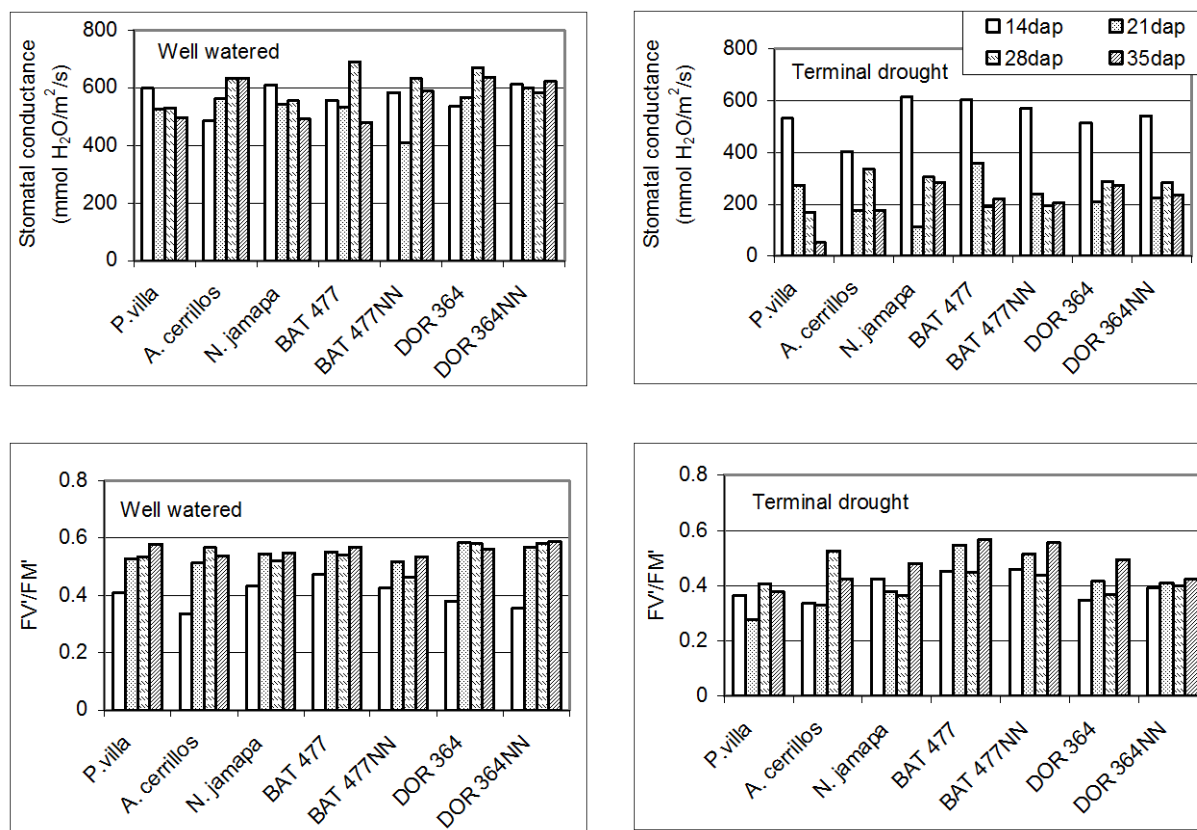 Stomatal conductance
(mmol H₂O/m²/s)
800
600
400
200
0
Well watered
P.villa
A. cerrillos
N. jamapa
BAT 477
BAT 477NN
DOR 364
DOR 364NN
Stomatal conductance
(mmol H₂O/m²/s)
800
600
400
200
0
14dap 21dap
28dap 35dap
Terminal drought
P.villa
A. cerrillos
N. jamapa
BAT 477
BAT 477NN
DOR 364
DOR 364NN
FV'/FM'
0.8
0.6
0.4
0.2
0
Well watered
P.villa
A. cerrillos
N. jamapa
BAT 477
BAT 477NN
DOR 364
DOR 364NN
FV'/FM'
0.8
0.6
0.4
0.2
0
Terminal drought
P.villa
A. cerrillos
N. jamapa
BAT 477
BAT 477NN
DOR 364
DOR 364NN